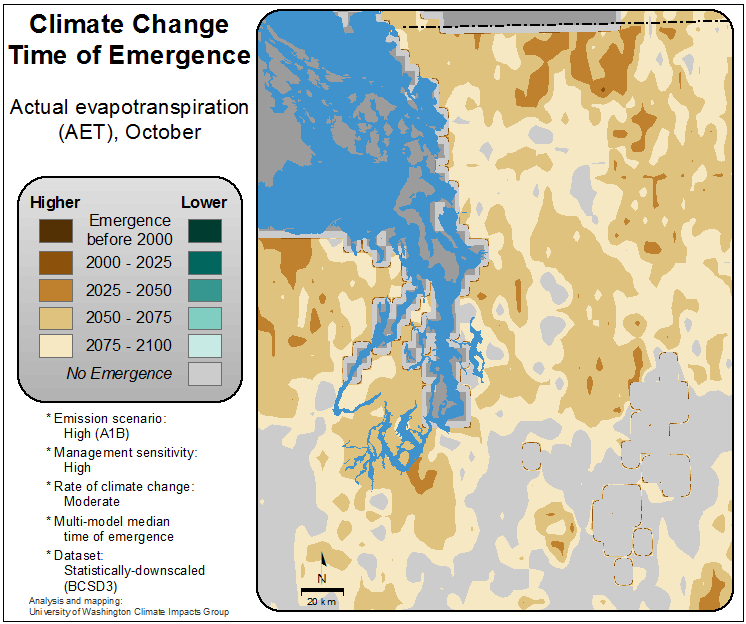 Climate Change
Time of Emergence
Actual evapotranspiration
(AET), October
Higher Lower
Emergence
before 2000
2000 - 2025
2025 - 2050
2050 - 2075
2075 - 2100
No Emergence
* Emission scenario:
High (A1B)
* Management sensitivity:
High
* Rate of climate change:
Moderate
* Multi-model median
time of emergence
* Dataset:
Statistically-downscaled
(BCSD3)
Analysis and mapping:
University of Washington Climate Impacts Group
N
20 km